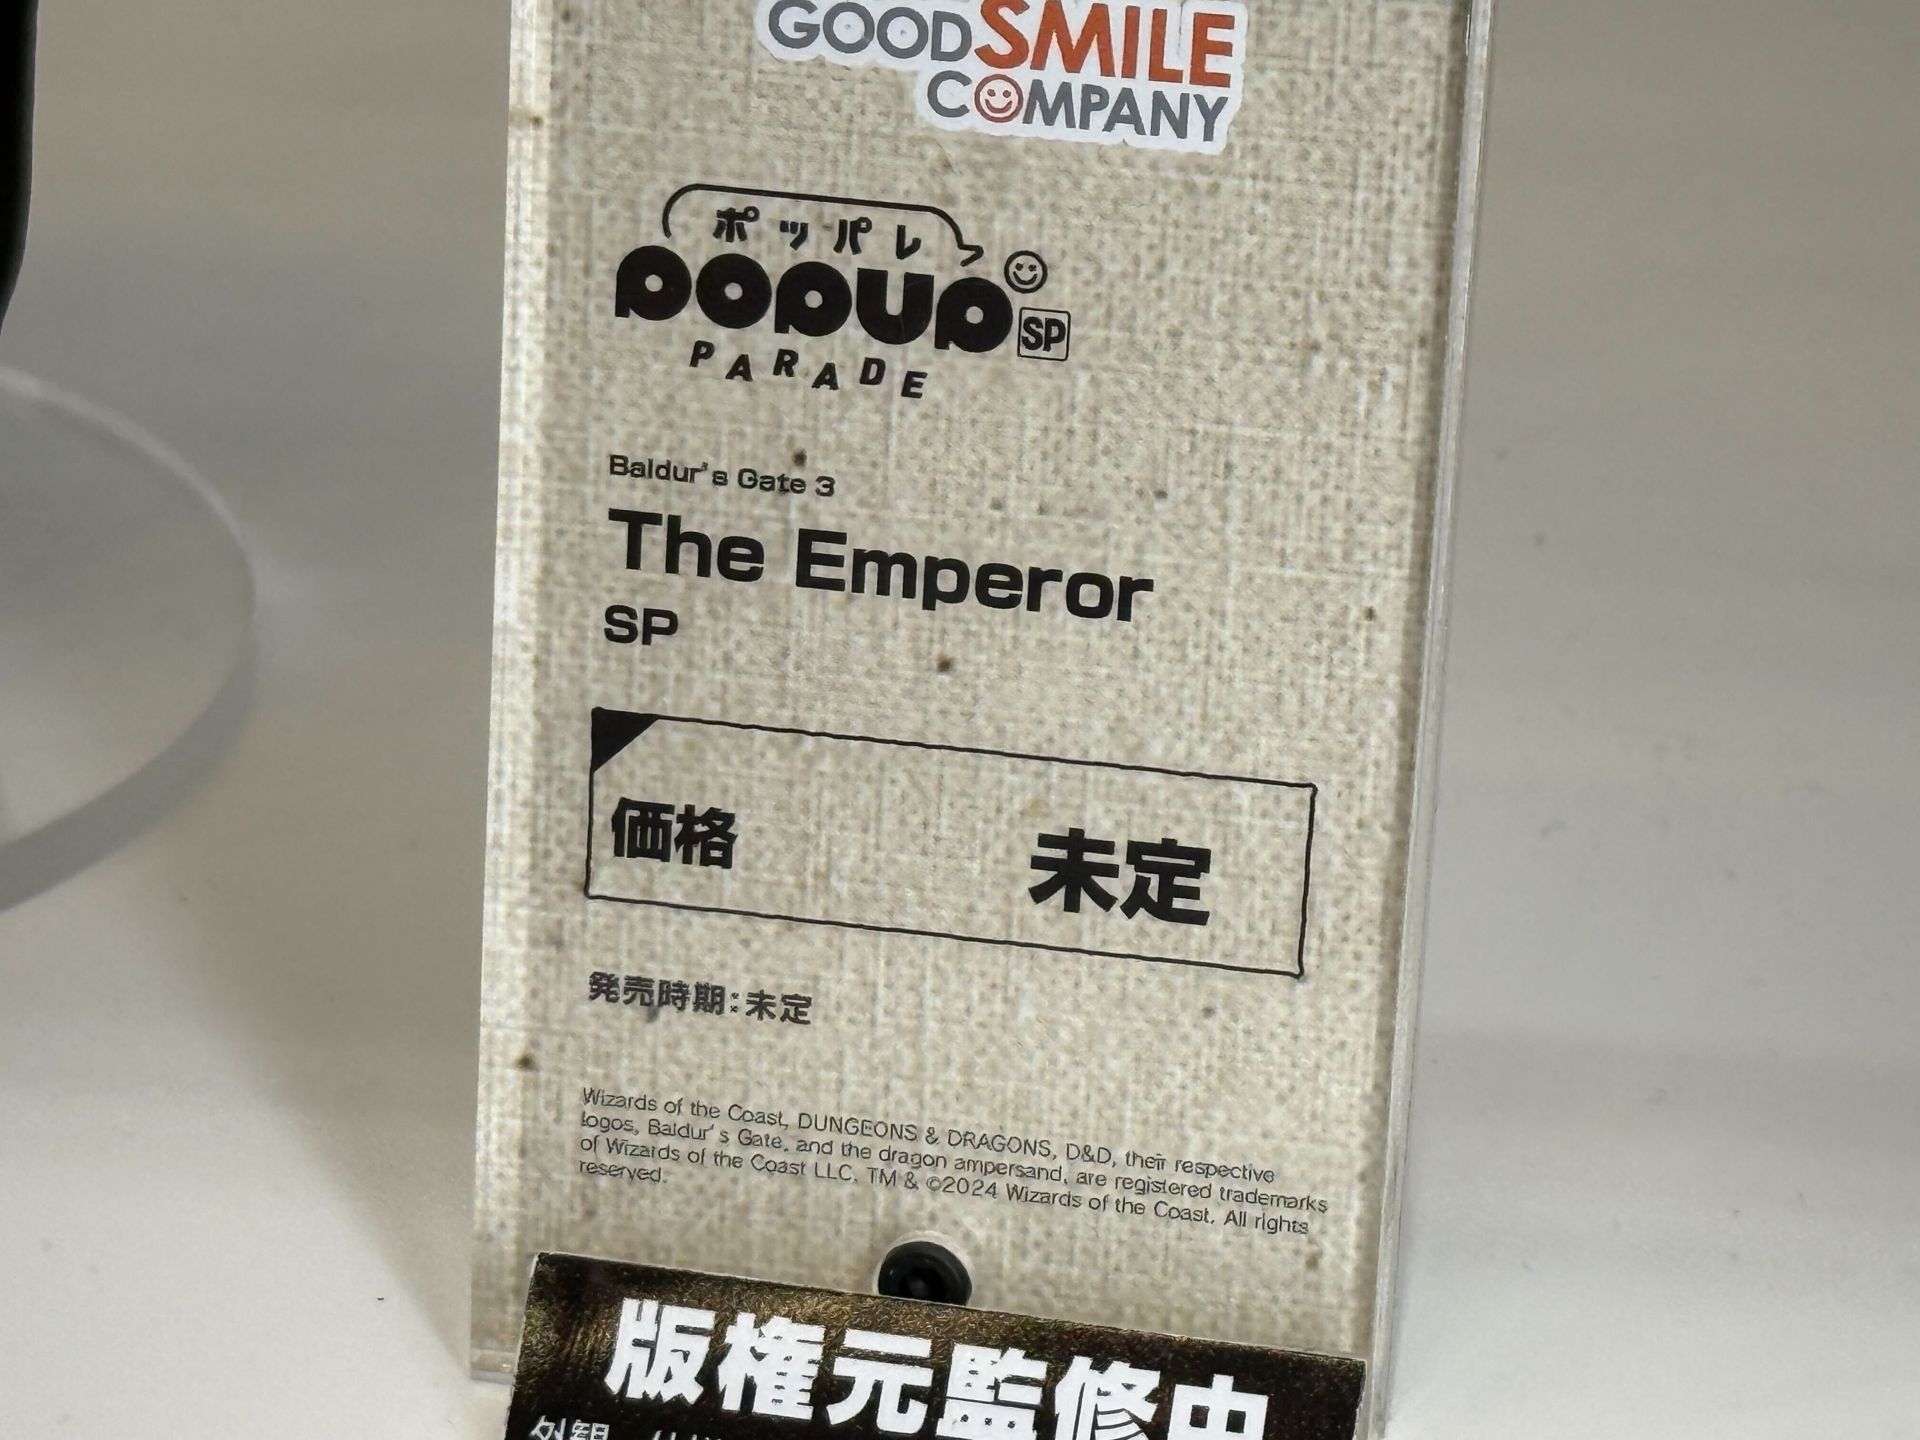 GOODSMILE
COMPANY
ポッパレ
POPUP
SP
PARADE
Baldur's Gate 3
The Emperor
SP
価格 未定
発売時期:未定
Wizards of the Coast, DUNGEONS & DRAGONS, D&D, their respective
logos, Baldur's Gate, and the dragon ampersand, are registered trademarks
of Wizards of the Coast LLC. TM & ©2024 Wizards of the Coast. All rights
reserved.
版権元監修中
外観